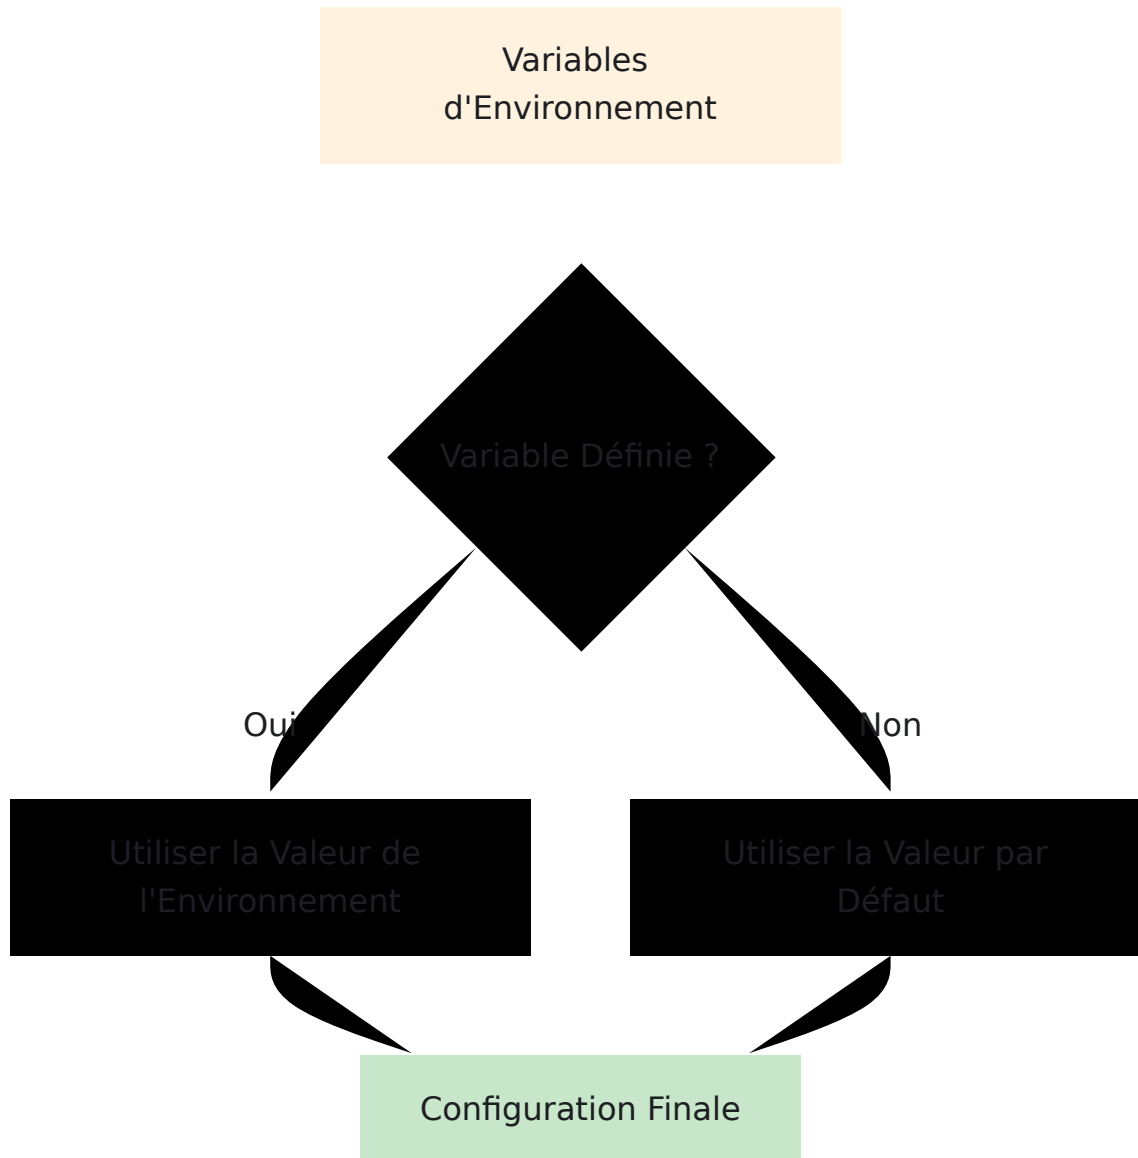 Variables
d'Environnement
Variable Définie ?
Oui
Non
Utiliser la Valeur de
l'Environnement
Utiliser la Valeur par
Défaut
Configuration Finale